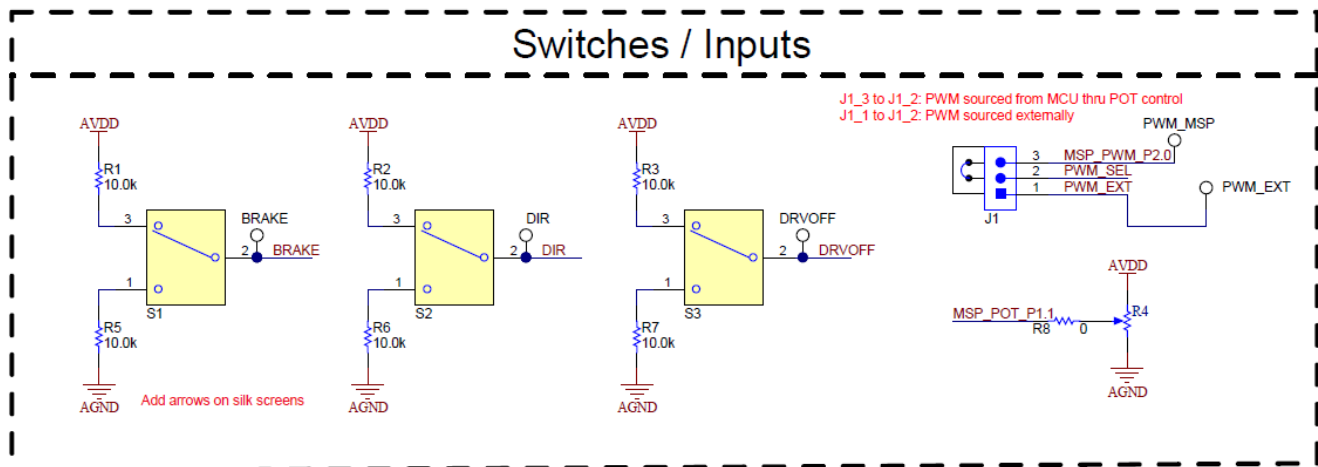 Switches / Inputs
J1_3 to J1_2: PWM sourced from MCU thru POT control
J1_1 to J1_2: PWM sourced externally
AVDD
R1
10.0k
3
BRAKE
2
BRAKE
1
S1
R5
10.0k
AGND
Add arrows on silk screens
AVDD
R2
10.0k
3
DIR
2
DIR
1
S2
R6
10.0k
AGND
AVDD
R3
10.0k
3
DRVOFF
2
DRVOFF
1
S3
R7
10.0k
AGND
PWM_MSP
3
MSP_PWM_P2.0
2
PWM_SEL
1
PWM_EXT
J1
PWM_EXT
AVDD
MSP_POT_P1.1
R8
0
R4
AGND